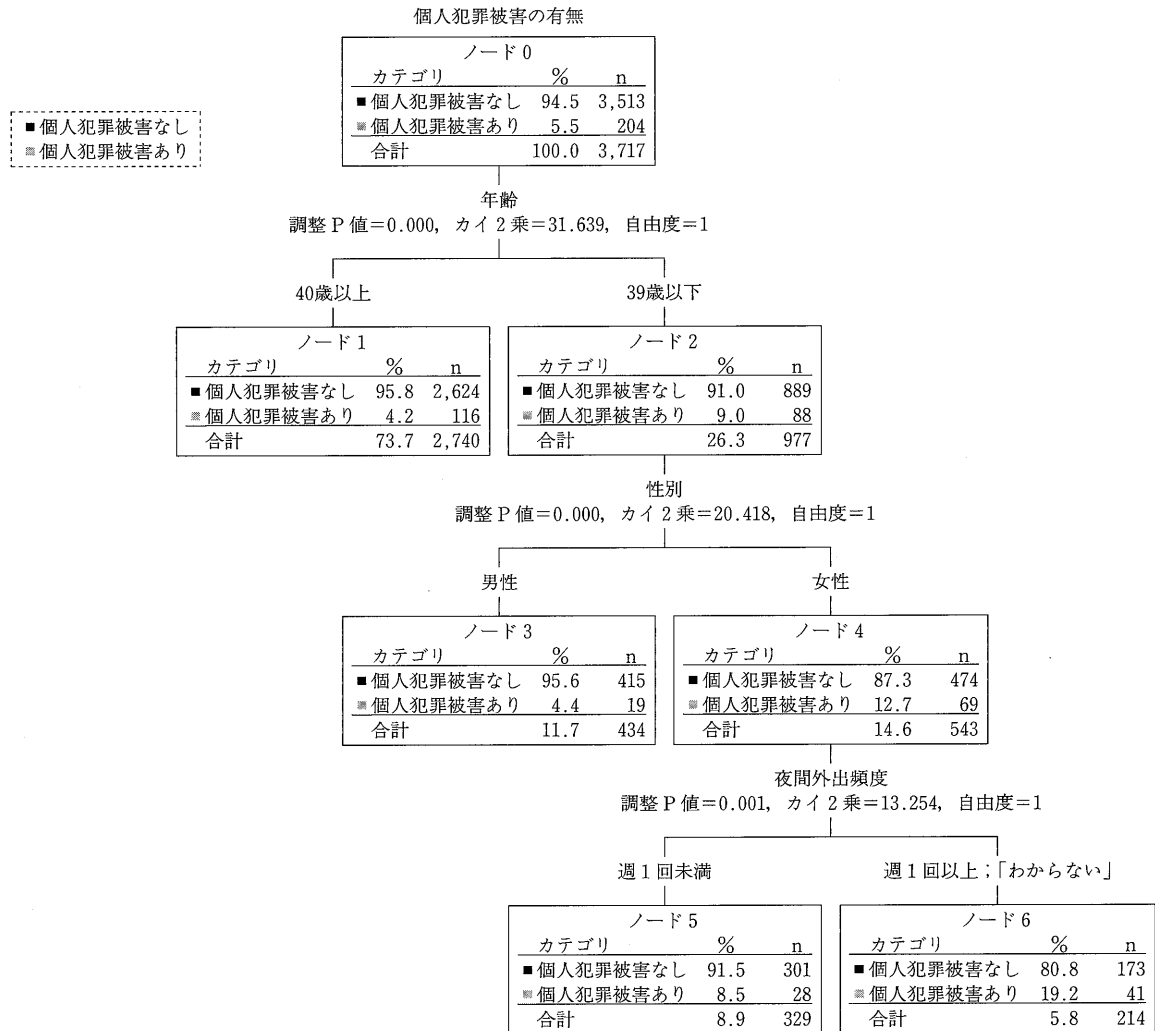 個人犯罪被害の有無
ノード 0
カテゴリ % n
■ 個人犯罪被害なし 94.5 3,513
■ 個人犯罪被害あり 5.5 204
合計 100.0 3,717
■ 個人犯罪被害なし
■ 個人犯罪被害あり
年齢
調整 P 値=0.000, カイ 2 乗=31.639, 自由度=1
40歳以上
39歳以下
ノード 1
カテゴリ % n
■ 個人犯罪被害なし 95.8 2,624
■ 個人犯罪被害あり 4.2 116
合計 73.7 2,740
ノード 2
カテゴリ % n
■ 個人犯罪被害なし 91.0 889
■ 個人犯罪被害あり 9.0 88
合計 26.3 977
性別
調整 P 値=0.000, カイ 2 乗=20.418, 自由度=1
男性
女性
ノード 3
カテゴリ % n
■ 個人犯罪被害なし 95.6 415
■ 個人犯罪被害あり 4.4 19
合計 11.7 434
ノード 4
カテゴリ % n
■ 個人犯罪被害なし 87.3 474
■ 個人犯罪被害あり 12.7 69
合計 14.6 543
夜間外出頻度
調整 P 値=0.001, カイ 2 乗=13.254, 自由度=1
週 1 回未満
週 1 回以上;「わからない」
ノード 5
カテゴリ % n
■ 個人犯罪被害なし 91.5 301
■ 個人犯罪被害あり 8.5 28
合計 8.9 329
ノード 6
カテゴリ % n
■ 個人犯罪被害なし 80.8 173
■ 個人犯罪被害あり 19.2 41
合計 5.8 214